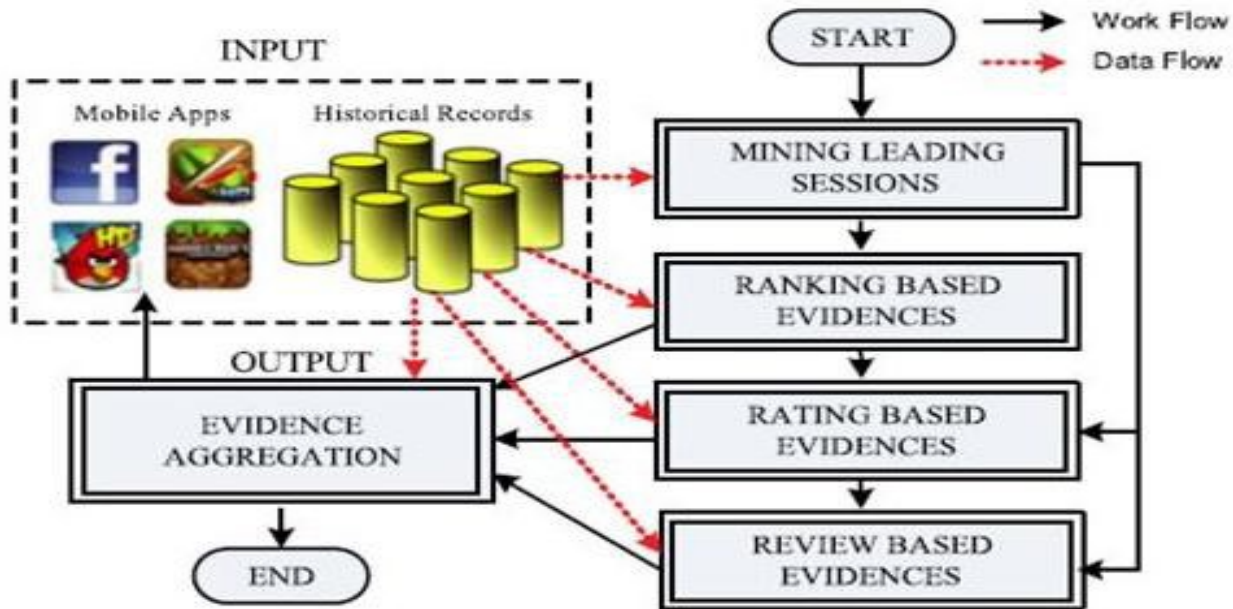 INPUT
Mobile Apps
Historical Records
f
HD
START
Work Flow
Data Flow
MINING LEADING
SESSIONS
RANKING BASED
EVIDENCES
RATING BASED
EVIDENCES
REVIEW BASED
EVIDENCES
OUTPUT
EVIDENCE
AGGREGATION
END